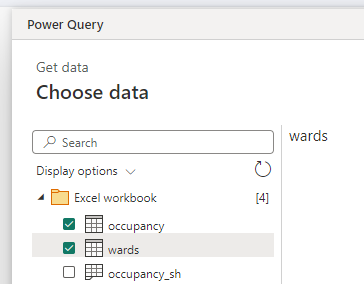 Power Query
Get data
Choose data
Search
wards
Display options
Excel workbook [4]
occupancy
wards
occupancy_sh